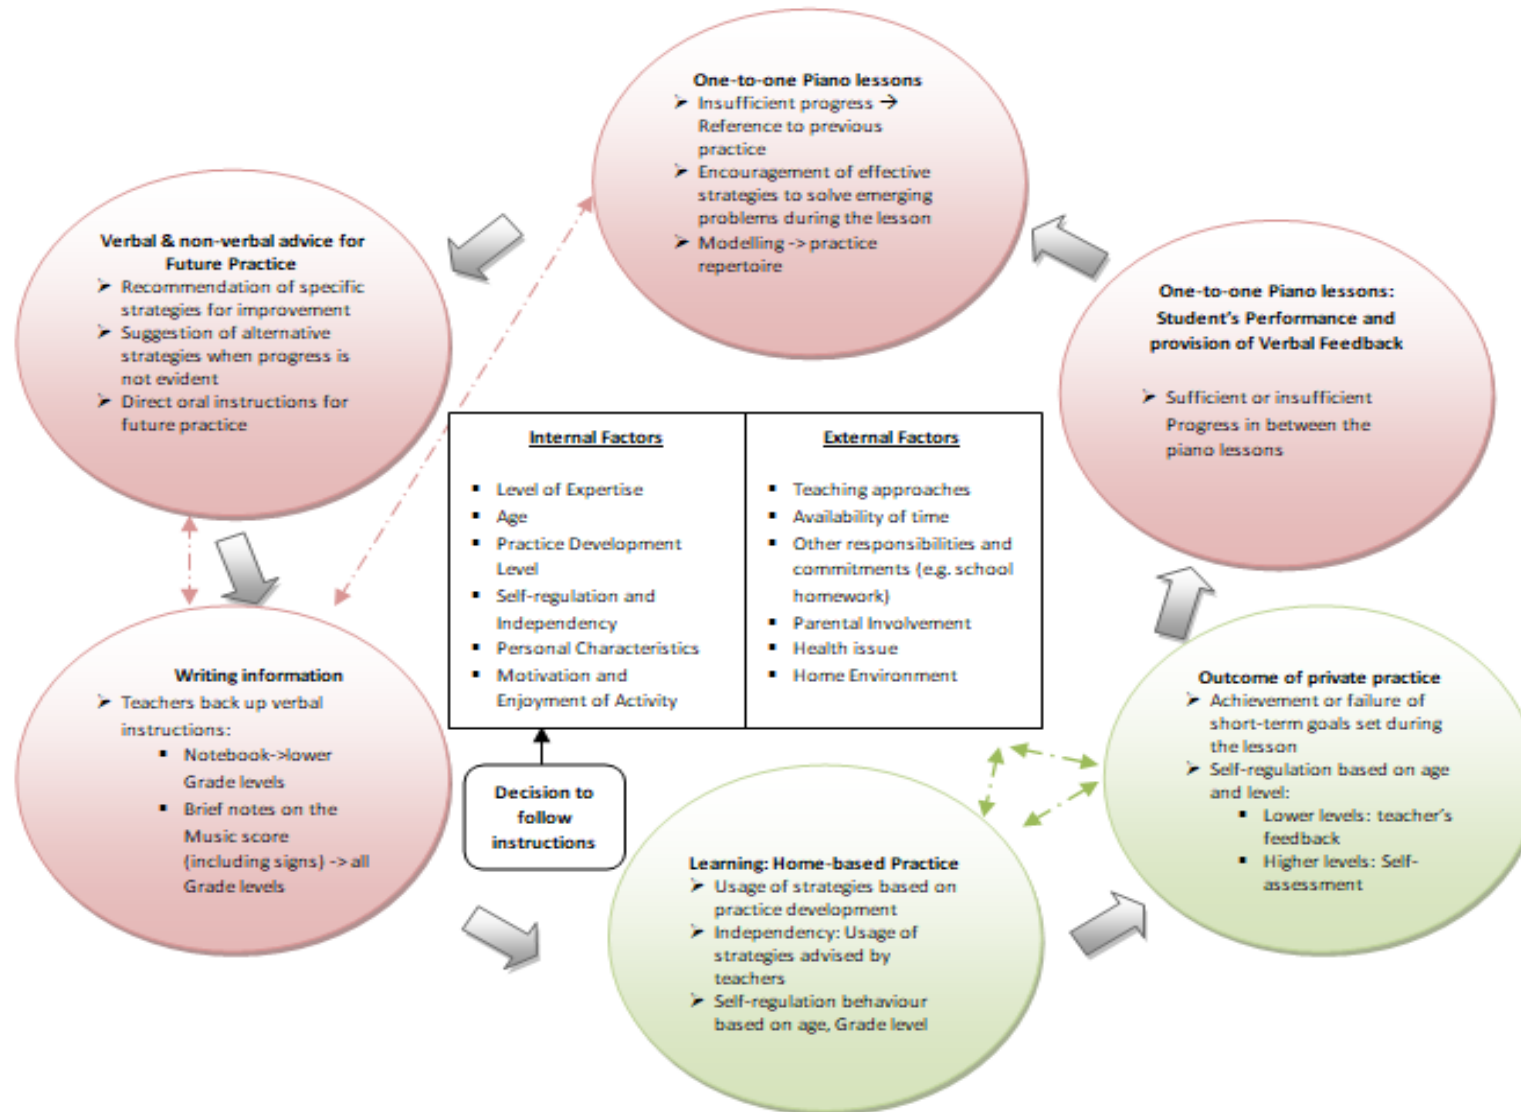 One-to-one Piano lessons
➢ Insufficient progress →
Reference to previous
practice
➢ Encouragement of effective
strategies to solve emerging
problems during the lesson
➢ Modelling -> practice
repertoire
Verbal & non-verbal advice for
Future Practice
➢ Recommendation of specific
strategies for improvement
➢ Suggestion of alternative
strategies when progress is
not evident
➢ Direct oral instructions for
future practice
One-to-one Piano lessons:
Student's Performance and
provision of Verbal Feedback
➢ Sufficient or insufficient
Progress in between the
piano lessons
Internal Factors
▪ Level of Expertise
▪ Age
▪ Practice Development
Level
▪ Self-regulation and
Independency
▪ Personal Characteristics
▪ Motivation and
Enjoyment of Activity
External Factors
▪ Teaching approaches
▪ Availability of time
▪ Other responsibilities and
commitments (e.g. school
homework)
▪ Parental Involvement
▪ Health issue
▪ Home Environment
Writing information
➢ Teachers back up verbal
instructions:
▪ Notebook->lower
Grade levels
▪ Brief notes on the
Music score
(including signs) -> all
Grade levels
Decision to
follow
instructions
Learning: Home-based Practice
➢ Usage of strategies based on
practice development
➢ Independency: Usage of
strategies advised by
teachers
➢ Self-regulation behaviour
based on age, Grade level
Outcome of private practice
➢ Achievement or failure of
short-term goals set during
the lesson
➢ Self-regulation based on age
and level:
▪ Lower levels: teacher's
feedback
▪ Higher levels: Self-
assessment